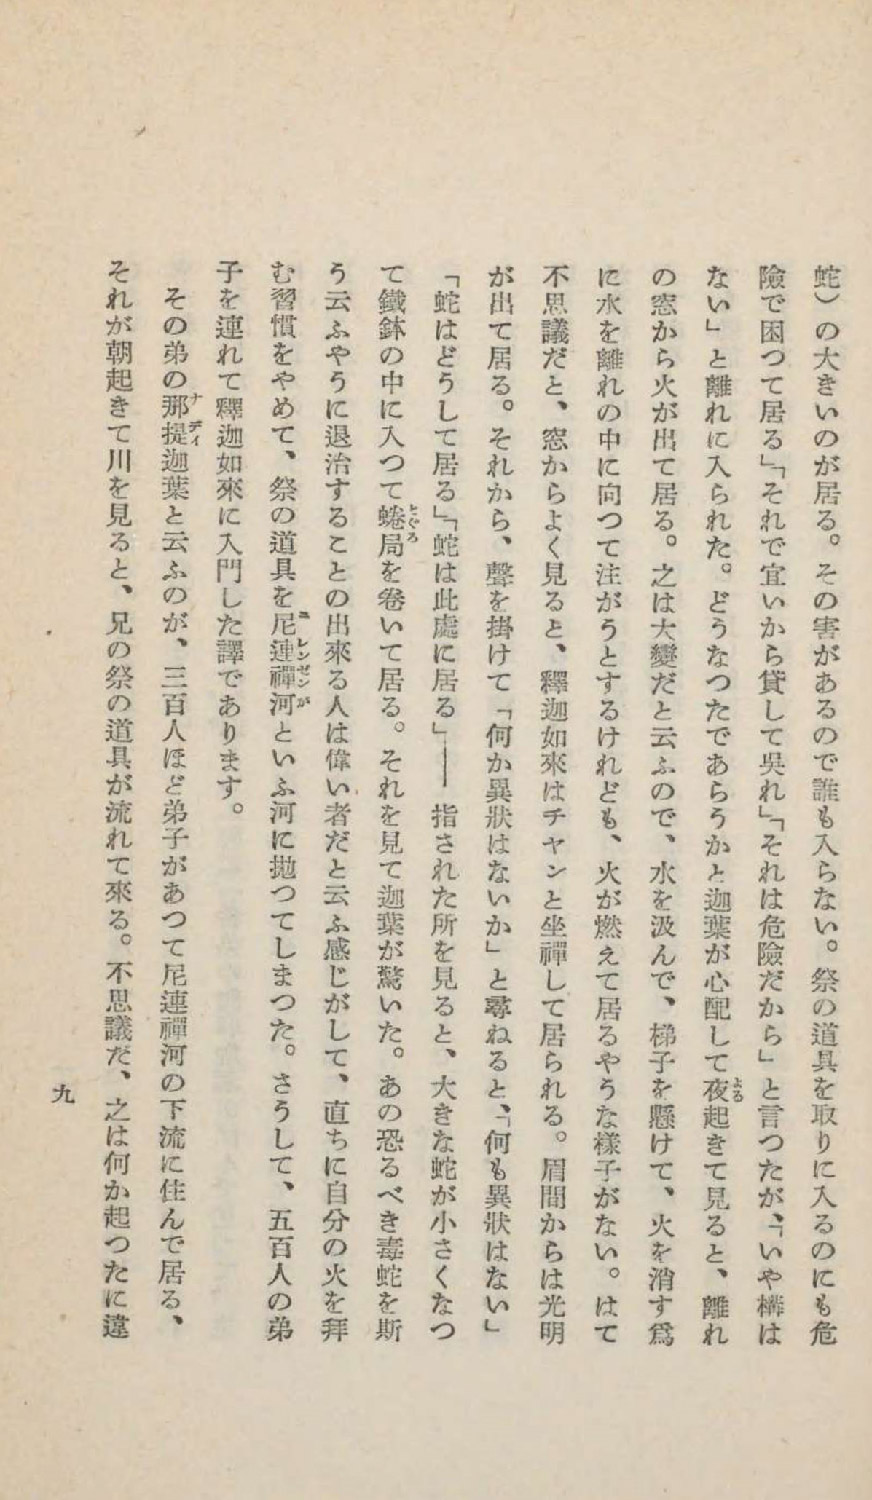 蛇）の大きいのが居る。その害があるので誰も入らない。祭の道具を取りに入るのにも危
險で困つて居る」「それで宜いから貸して呉れ」「それは危險だから」と言つたが、「いや構は
ない」と離れに入られた。どうなつたであらうかと迦葉が心配して夜起きて見ると、離れ
の窓から火が出て居る。之は大變だと云ふので、水を汲んで、梯子を懸けて、火を消す爲
に水を離れの中に向つて注がうとするけれども、火が燃えて居るやうな樣子がない。はて
不思議だと、窓からよく見ると、釋迦如來はチヤンと坐禪して居られる。眉間からは光明
が出て居る。それから、聲を掛けて「何か異狀はないか」と尋ねると、「何も異狀はない」
「蛇はどうして居る」「蛇は此處に居る」――指された所を見ると、大きな蛇が小さくなつ
て鐵鉢の中に入つて蜷局を卷いて居る。それを見て迦葉が驚いた。あの恐るべき毒蛇を斯
う云ふやうに退治することの出來る人は偉い者だと云ふ感じがして、直ちに自分の火を拜
む習慣をやめて、祭の道具を尼連禪河といふ河に拋つてしまつた。さうして、五百人の弟
子を連れて釋迦如來に入門した譯であります。
その弟の那提迦葉と云ふのが、三百人ほど弟子があつて尼連禪河の下流に住んで居る、
それが朝起きて川を見ると、兄の祭の道具が流れて來る。不思議だ、之は何か起つたに違
九